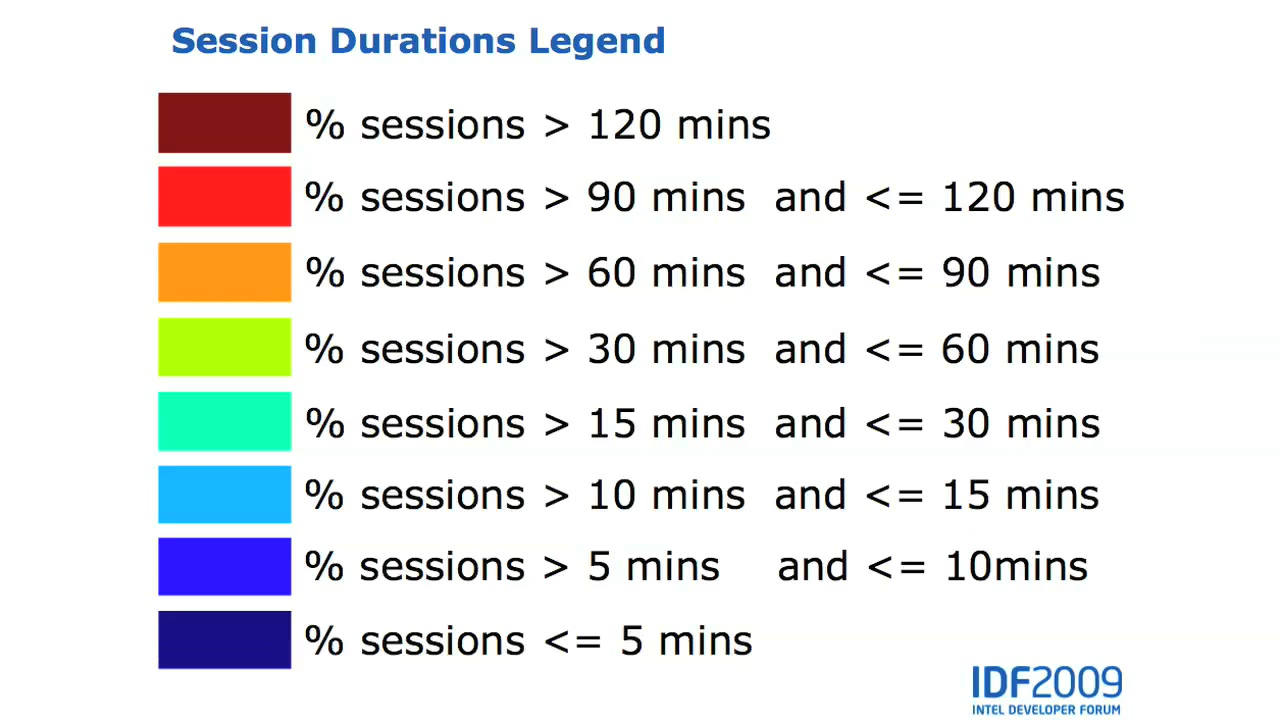 Session Durations Legend
% sessions > 120 mins
% sessions > 90 mins and <= 120 mins
% sessions > 60 mins and <= 90 mins
% sessions > 30 mins and <= 60 mins
% sessions > 15 mins and <= 30 mins
% sessions > 10 mins and <= 15 mins
% sessions > 5 mins and <= 10mins
% sessions <= 5 mins
IDF2009
INTEL DEVELOPER FORUM